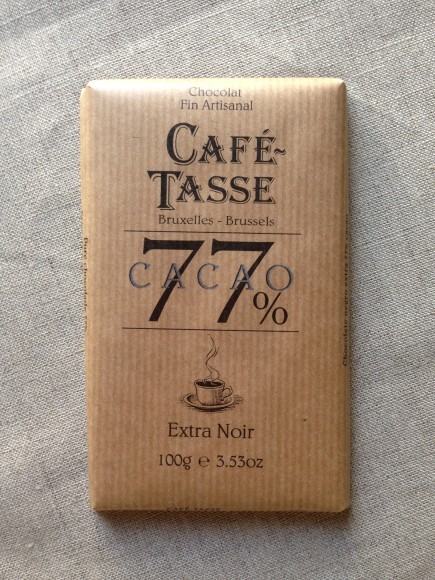 Chocolat
Fin Artisanal
CAFÉ-
TASSE
Bruxelles - Brussels
77%
CACAO
Extra Noir
100g e 3.53oz